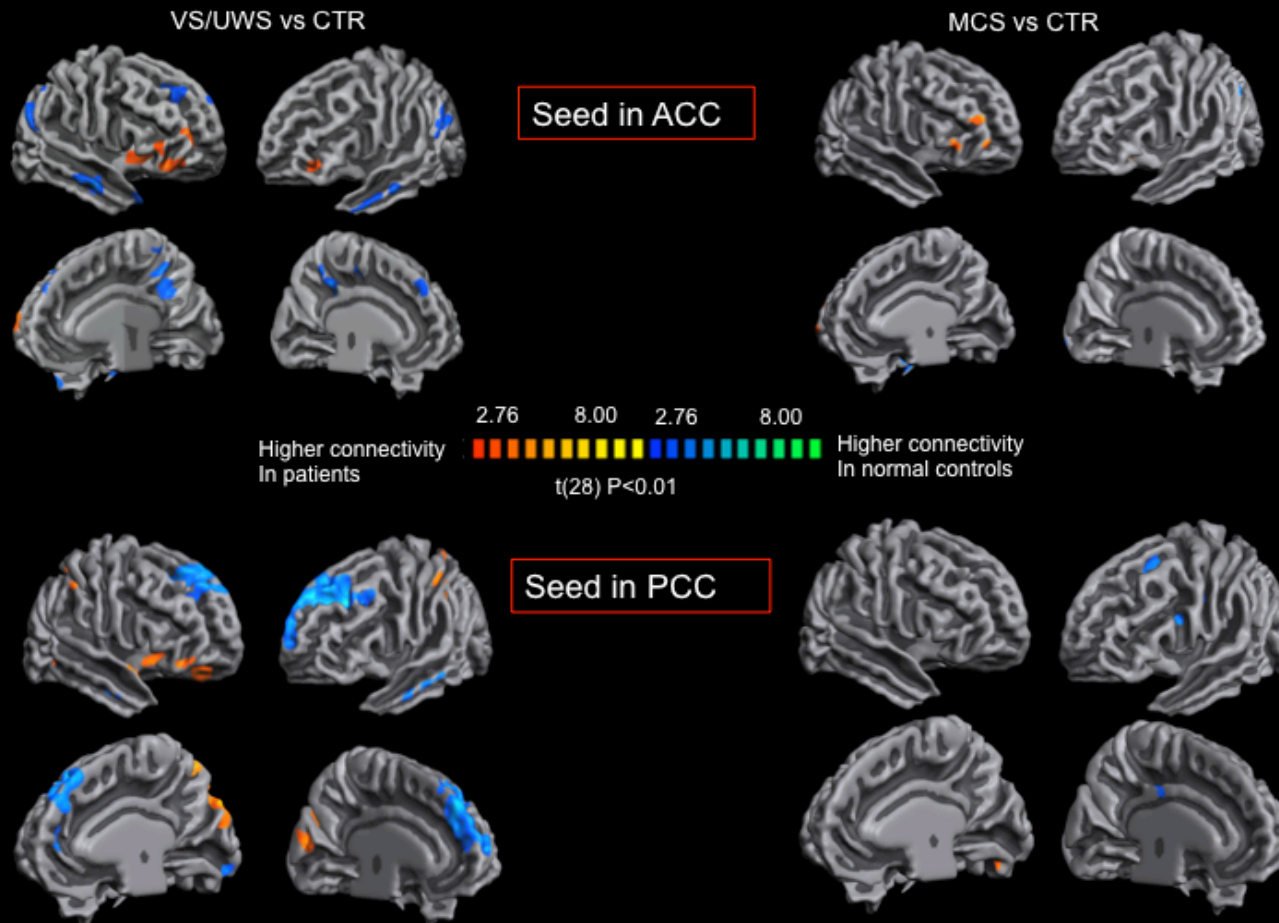 VS/UWS vs CTR
MCS vs CTR
Seed in ACC
2.76 8.00 2.76 8.00
Higher connectivity
In patients
Higher connectivity
In normal controls
t(28) P<0.01
Seed in PCC